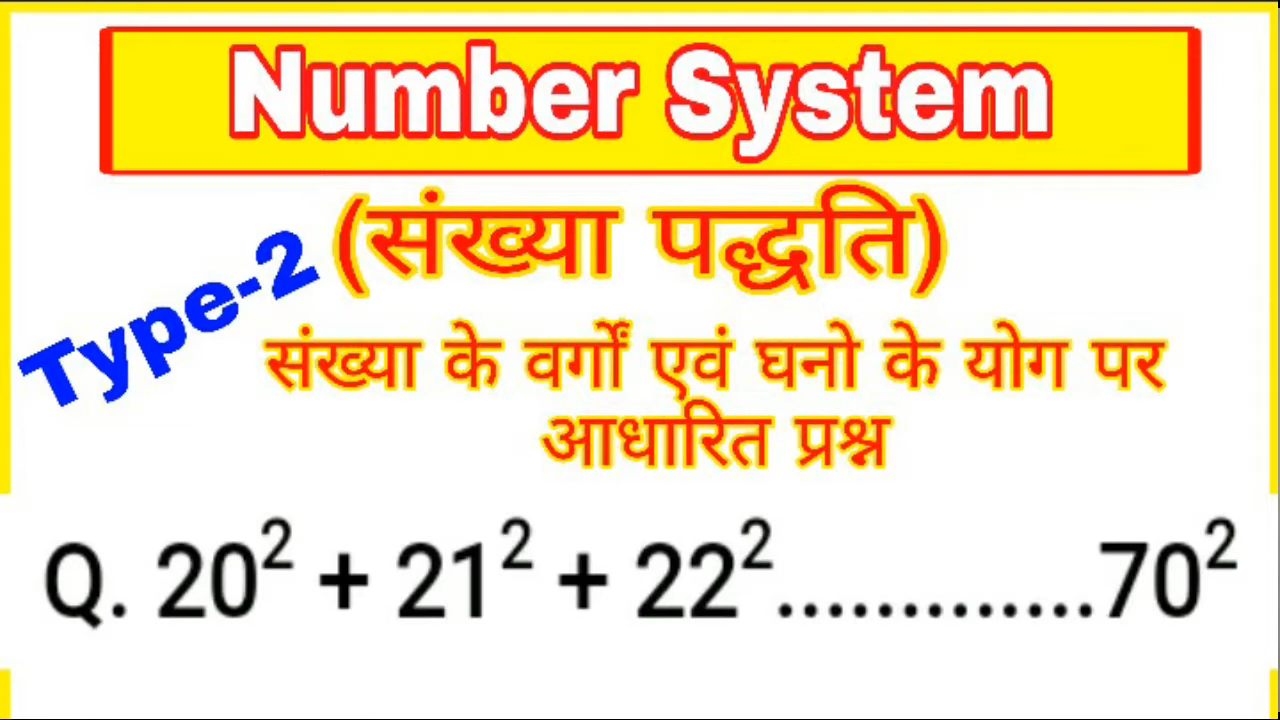 Number System
(संख्या पद्धति)
Type-2
संख्या के वर्गों एवं घनो के योग पर
आधारित प्रश्न
Q. 20² + 21² + 22² .............70²